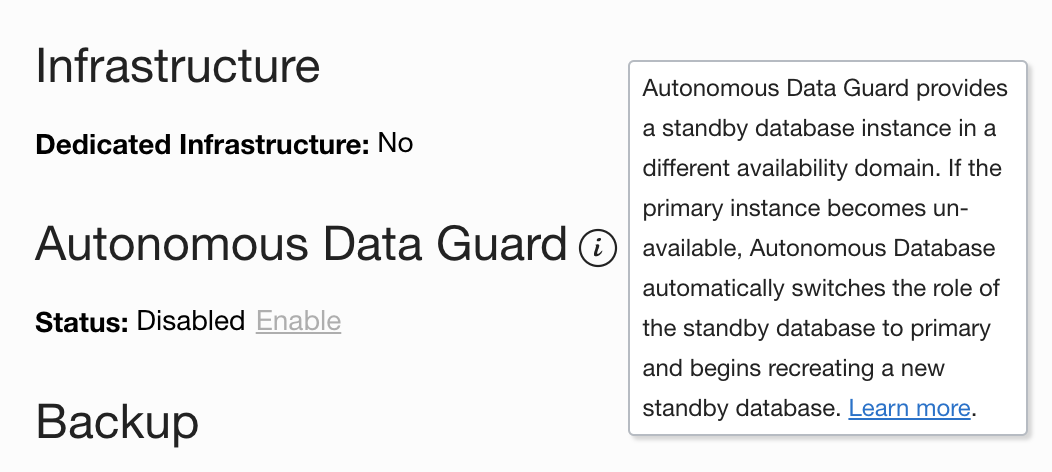 Infrastructure
Dedicated Infrastructure: No
Autonomous Data Guard i
Status: Disabled Enable
Backup
Autonomous Data Guard provides
a standby database instance in a
different availability domain. If the
primary instance becomes un-
available, Autonomous Database
automatically switches the role of
the standby database to primary
and begins recreating a new
standby database. Learn more.